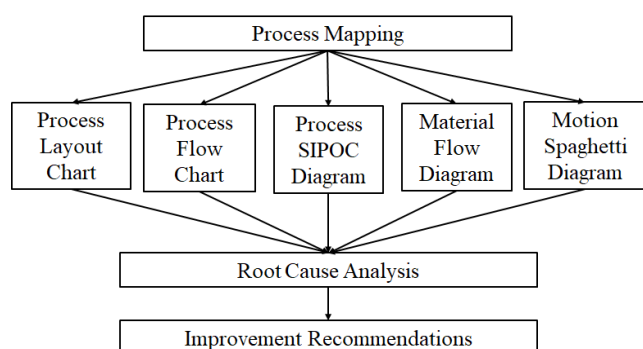 Process Mapping
Process
Layout
Chart
Process
Flow
Chart
Process
SIPOC
Diagram
Material
Flow
Diagram
Motion
Spaghetti
Diagram
Root Cause Analysis
Improvement Recommendations